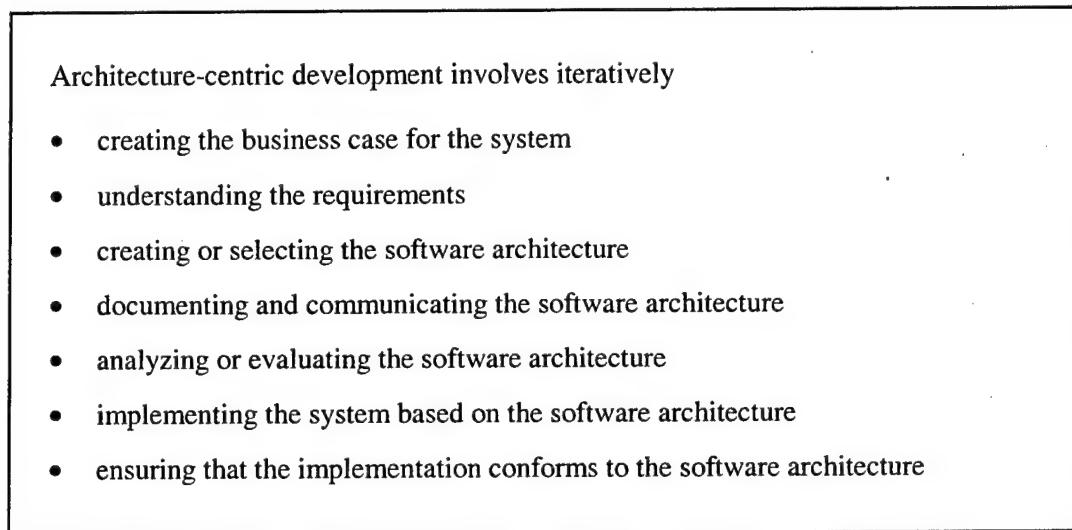 Architecture-centric development involves iteratively
• creating the business case for the system
• understanding the requirements
• creating or selecting the software architecture
• documenting and communicating the software architecture
• analyzing or evaluating the software architecture
• implementing the system based on the software architecture
• ensuring that the implementation conforms to the software architecture